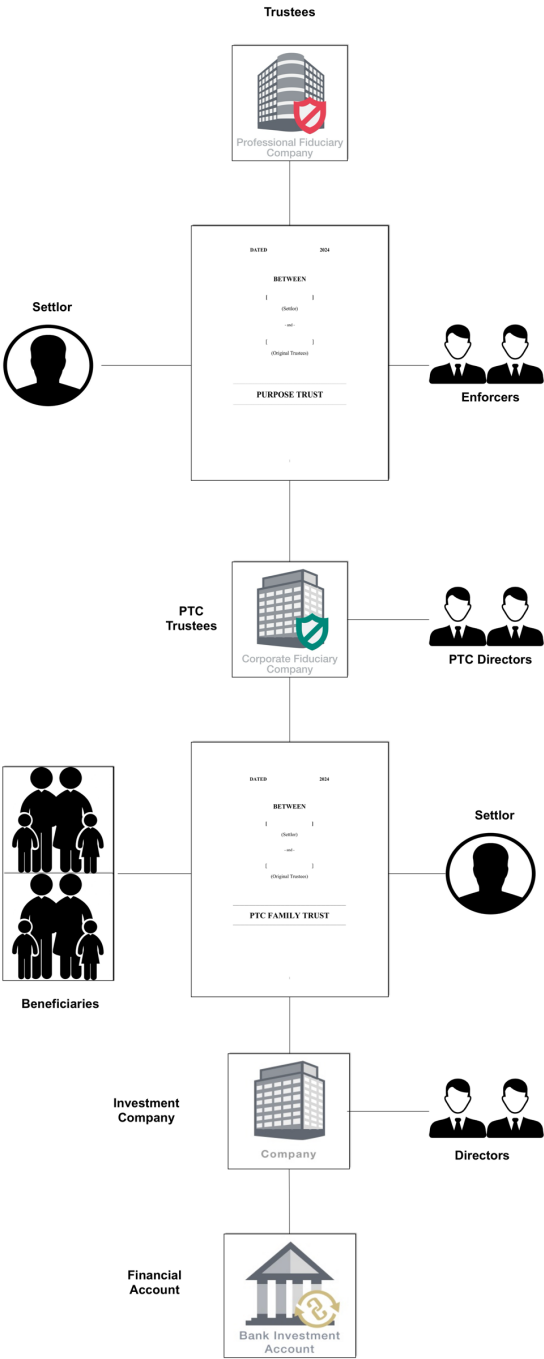 Trustees
Professional Fiduciary
Company
DATED 2024
BETWEEN
[ ]
(Settlor)
-and-
[ ]
(Original Trustees)
PURPOSE TRUST
Settlor
Enforcers
PTC
Trustees
Corporate Fiduciary
Company
PTC Directors
DATED 2024
BETWEEN
[ ]
(Settlor)
-and-
[ ]
(Original Trustees)
PTC FAMILY TRUST
Settlor
Beneficiaries
Investment
Company
Company
Directors
Financial
Account
Bank Investment
Account